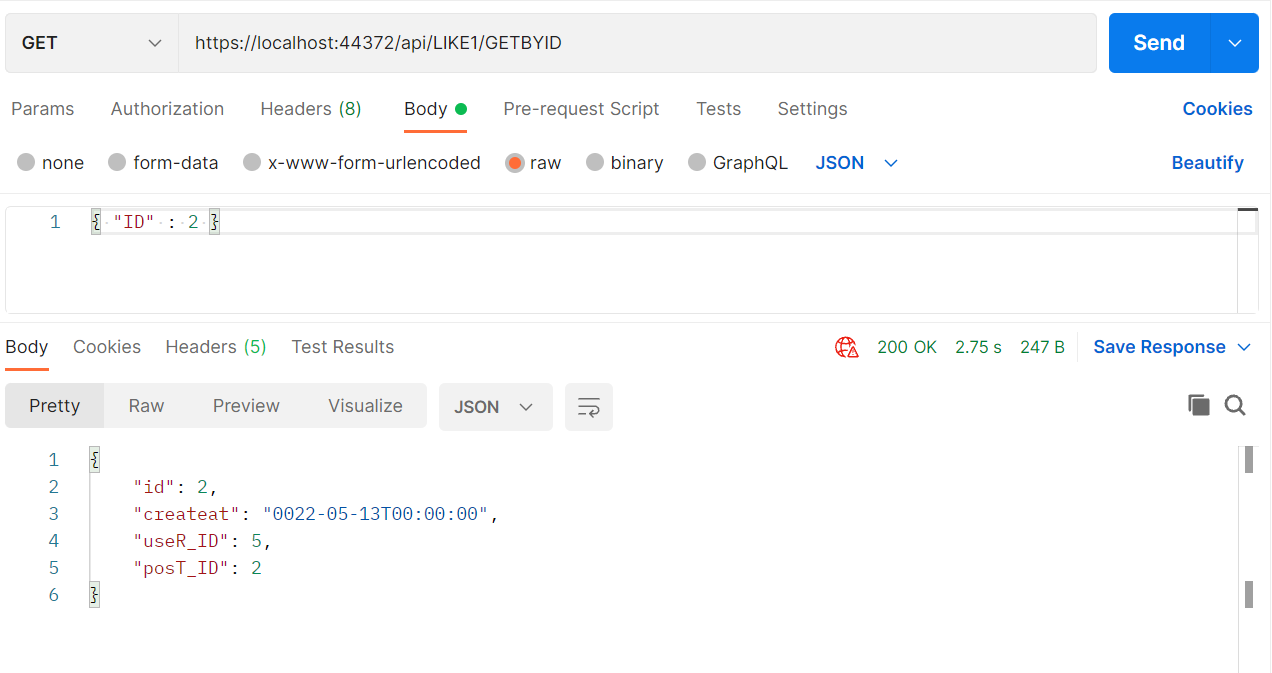 GET https://localhost:44372/api/LIKE1/GETBYID Send
Params Authorization Headers (8) Body Pre-request Script Tests Settings Cookies
none form-data x-www-form-urlencoded raw binary GraphQL JSON Beautify
1 { "ID" : 2 }
Body Cookies Headers (5) Test Results 200 OK 2.75 s 247 B Save Response
Pretty Raw Preview Visualize JSON
1 {
2 "id": 2,
3 "createat": "0022-05-13T00:00:00",
4 "useR_ID": 5,
5 "posT_ID": 2
6 }